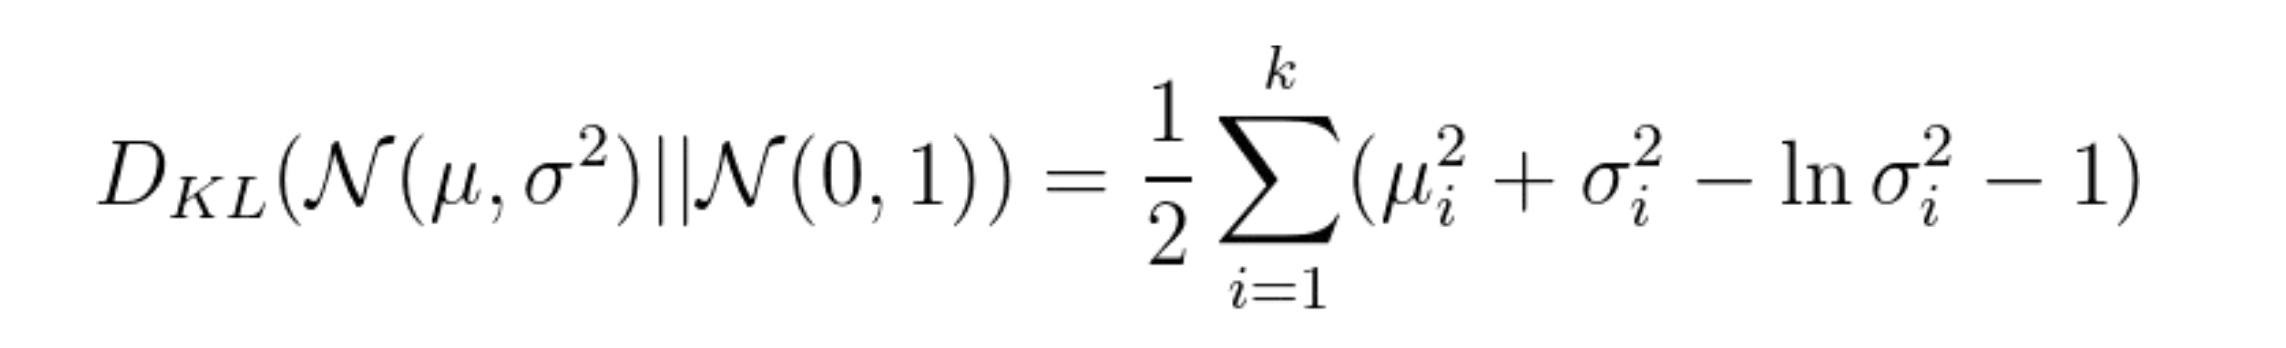 D_{KL}(\mathcal{N}(\mu, \sigma^2)||\mathcal{N}(0, 1)) = \frac{1}{2} \sum_{i=1}^{k} (\mu_i^2 + \sigma_i^2 - \ln \sigma_i^2 - 1)